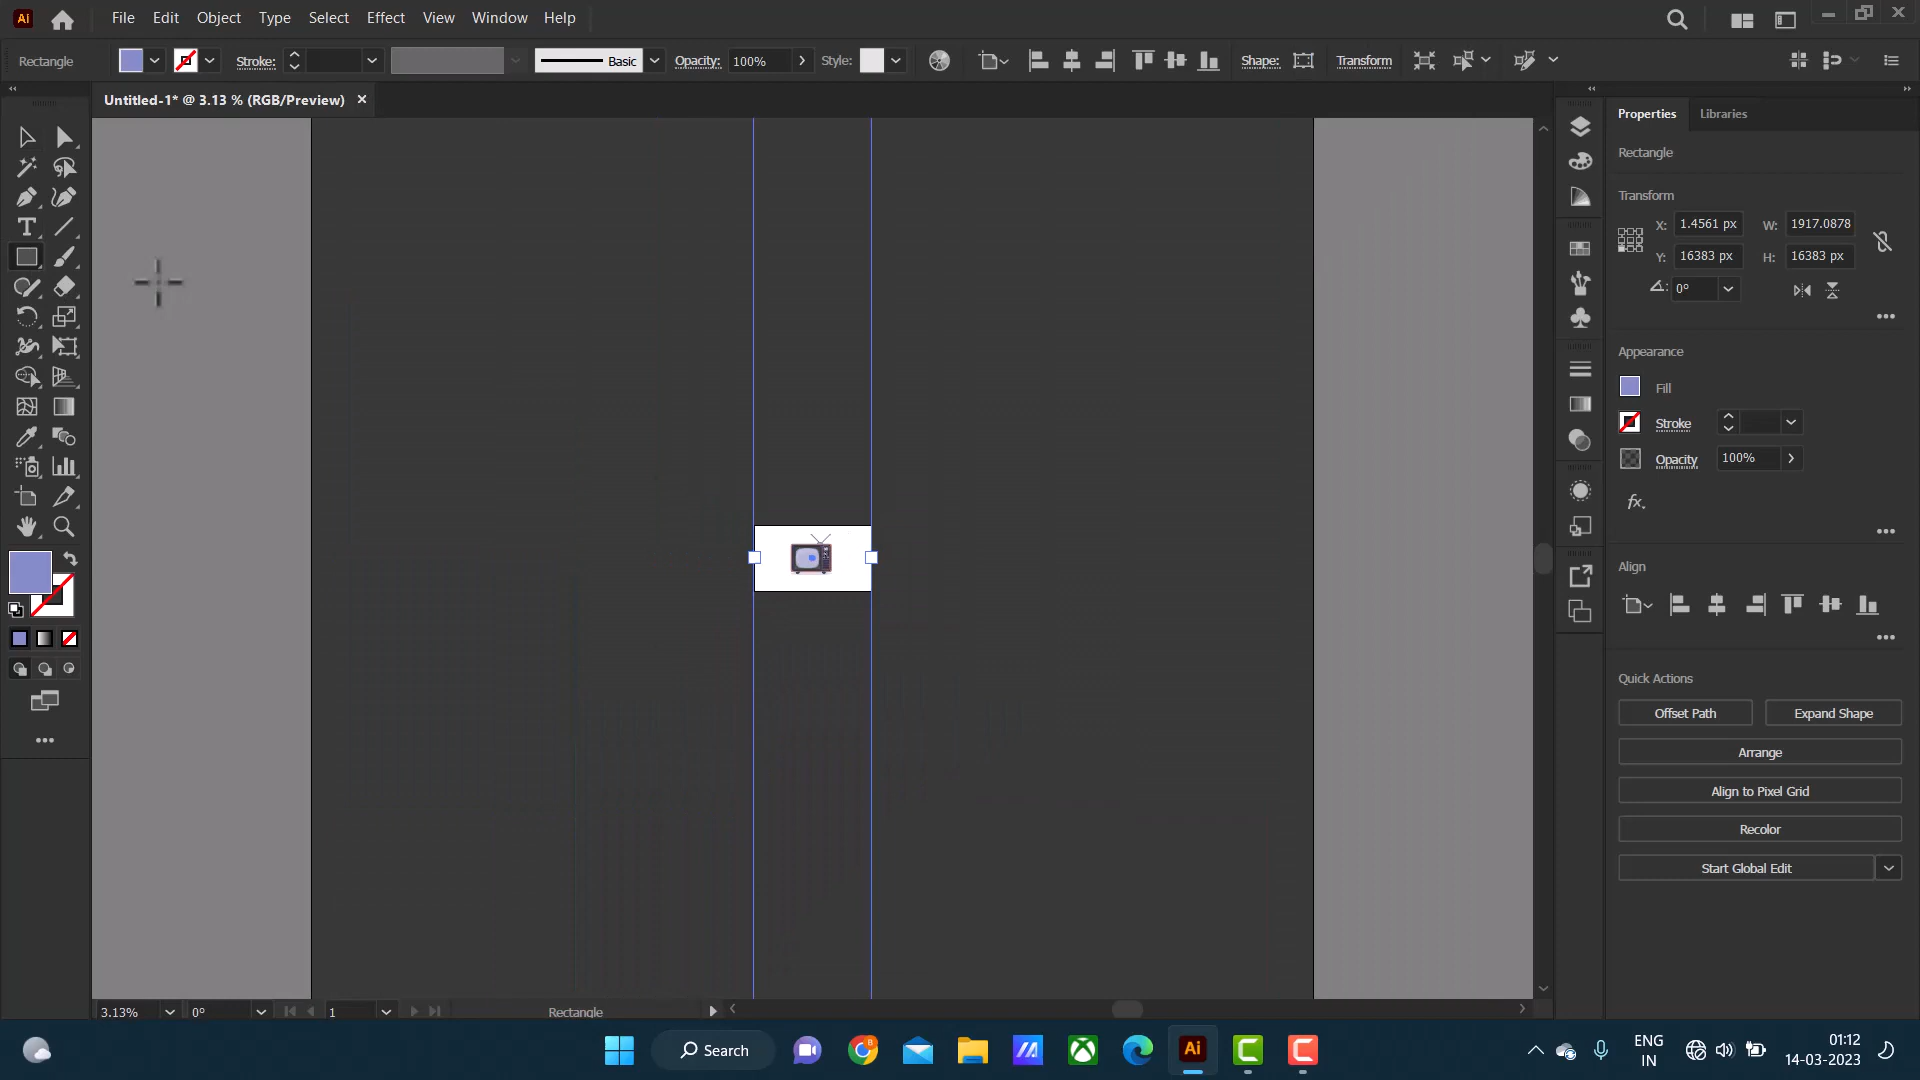 Ai File Edit Object Type Select Effect View Window Help
Rectangle Stroke: Basic Opacity: 100% Style: Shape: Transform
Untitled-1* @ 3.13 % (RGB/Preview) ×
Properties Libraries
Rectangle
Transform
X: 1.4561 px W: 1917.0878
Y: 16383 px H: 16383 px
0°
Appearance
Fill
Stroke
Opacity 100%
fx.
Align
Quick Actions
Offset Path Expand Shape
Arrange
Align to Pixel Grid
Recolor
Start Global Edit
3.13% 0° 1 Rectangle
Search
Ai
ENG
IN
01:12
14-03-2023